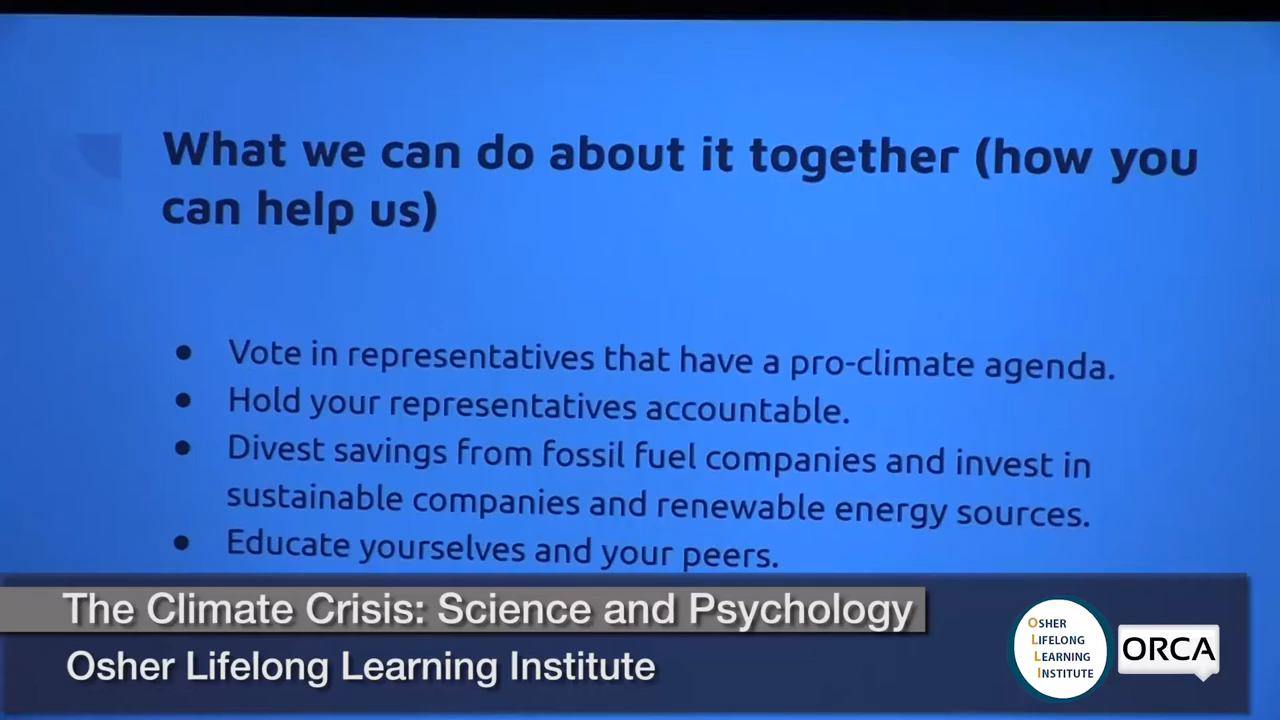 What we can do about it together (how you
can help us)
● Vote in representatives that have a pro-climate agenda.
● Hold your representatives accountable.
● Divest savings from fossil fuel companies and invest in
sustainable companies and renewable energy sources.
● Educate yourselves and your peers.
The Climate Crisis: Science and Psychology
Osher Lifelong Learning Institute
OSHER
LIFELONG
LEARNING
INSTITUTE
ORCA